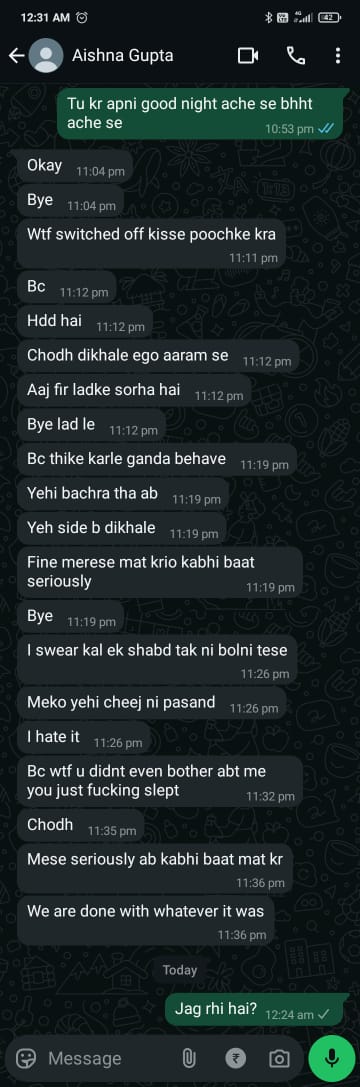 12:31 AM
4G
42
Aishna Gupta
Tu kr apni good night ache se bhht
ache se
10:53 pm
Okay 11:04 pm
Bye 11:04 pm
Wtf switched off kisse poochke kra
11:11 pm
Bc 11:12 pm
Hdd hai 11:12 pm
Chodh dikhale ego aaram se 11:12 pm
Aaj fir ladke sorha hai 11:12 pm
Bye lad le 11:12 pm
Bc thike karle ganda behave 11:19 pm
Yehi bachra tha ab 11:19 pm
Yeh side b dikhale 11:19 pm
Fine merese mat krio kabhi baat
seriously 11:19 pm
Bye 11:19 pm
I swear kal ek shabd tak ni bolni tese
11:26 pm
Meko yehi cheej ni pasand 11:26 pm
I hate it 11:26 pm
Bc wtf u didnt even bother abt me
you just fucking slept 11:32 pm
Chodh 11:35 pm
Mese seriously ab kabhi baat mat kr
11:36 pm
We are done with whatever it was
11:36 pm
Today
Jag rhi hai? 12:24 am
Message
₹